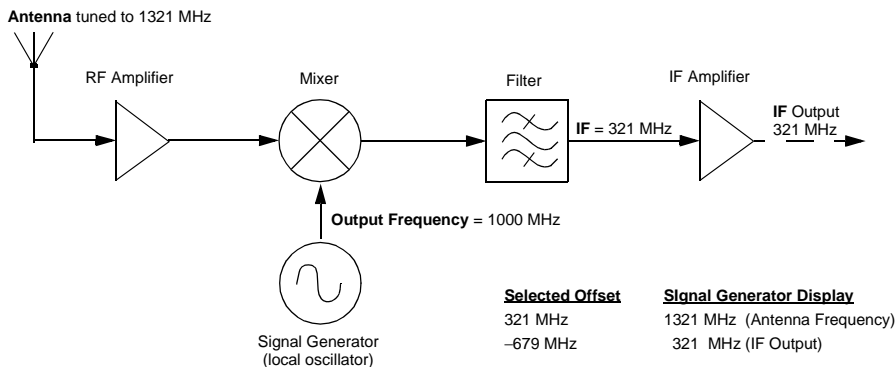 Antenna tuned to 1321 MHz
RF Amplifier
Mixer
Filter
IF Amplifier
IF = 321 MHz
IF Output
321 MHz
Output Frequency = 1000 MHz
Signal Generator
(local oscillator)
Selected Offset SIgnal Generator Display
321 MHz 1321 MHz (Antenna Frequency)
–679 MHz 321 MHz (IF Output)